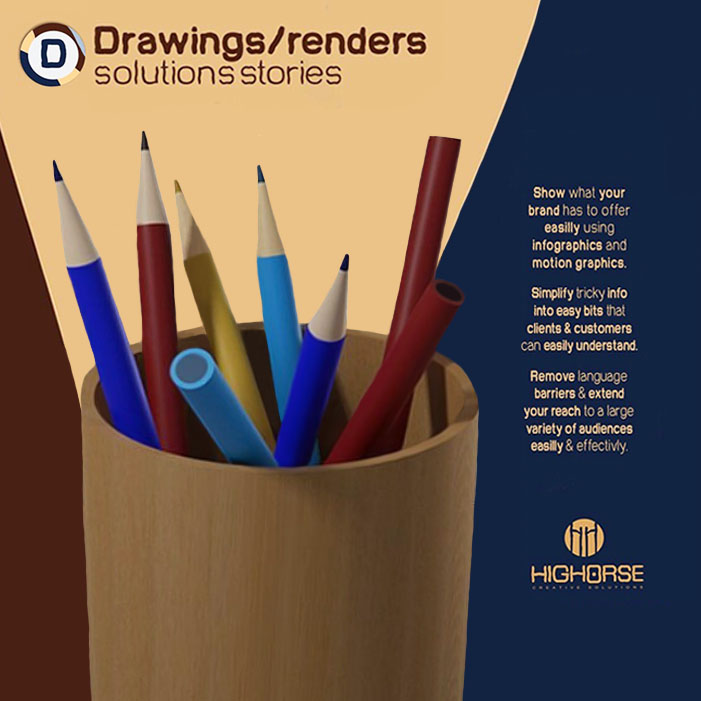 D
Drawings/renders
solutions stories
Show what your
brand has to offer
easilly using
infographics and
motion graphics.
Simplify tricky info
into easy bits that
clients & customers
can easily understand.
Remove language
barriers & extend
your reach to a large
variety of audiences
easilly & effectivly.
HIGHORSE
CREATIVE SOLUTIONS